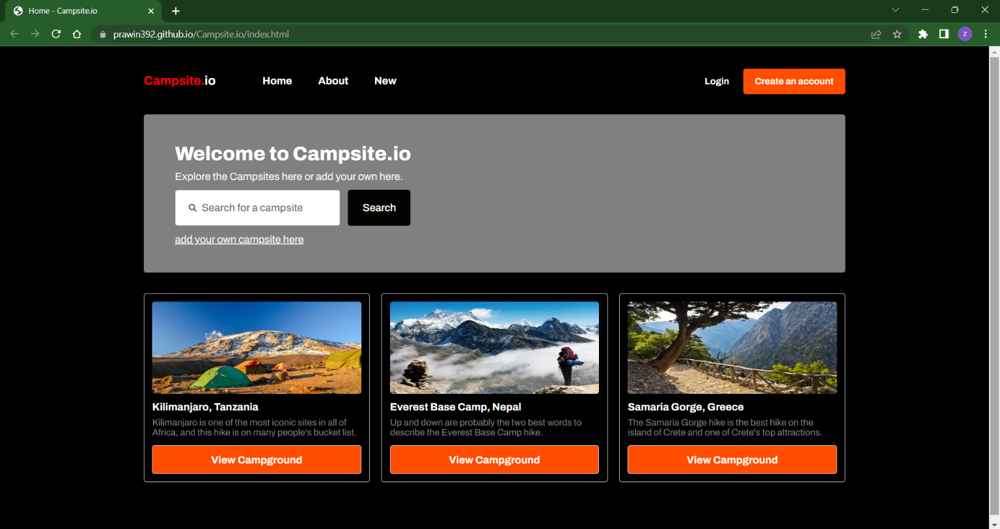 Home - Campsite.io
prawin392.github.io/Campsite.io/index.html
z
Campsite.io
Home
About
New
Login
Create an account
Welcome to Campsite.io
Explore the Campsites here or add your own here.
Search for a campsite
Search
add your own campsite here
Kilimanjaro, Tanzania
Kilimanjaro is one of the most iconic sites in all of
Africa, and this hike is on many people's bucket list.
View Campground
Everest Base Camp, Nepal
Up and down are probably the two best words to
describe the Everest Base Camp hike.
View Campground
Samaria Gorge, Greece
The Samaria Gorge hike is the best hike on the
island of Crete and one of Crete's top attractions.
View Campground